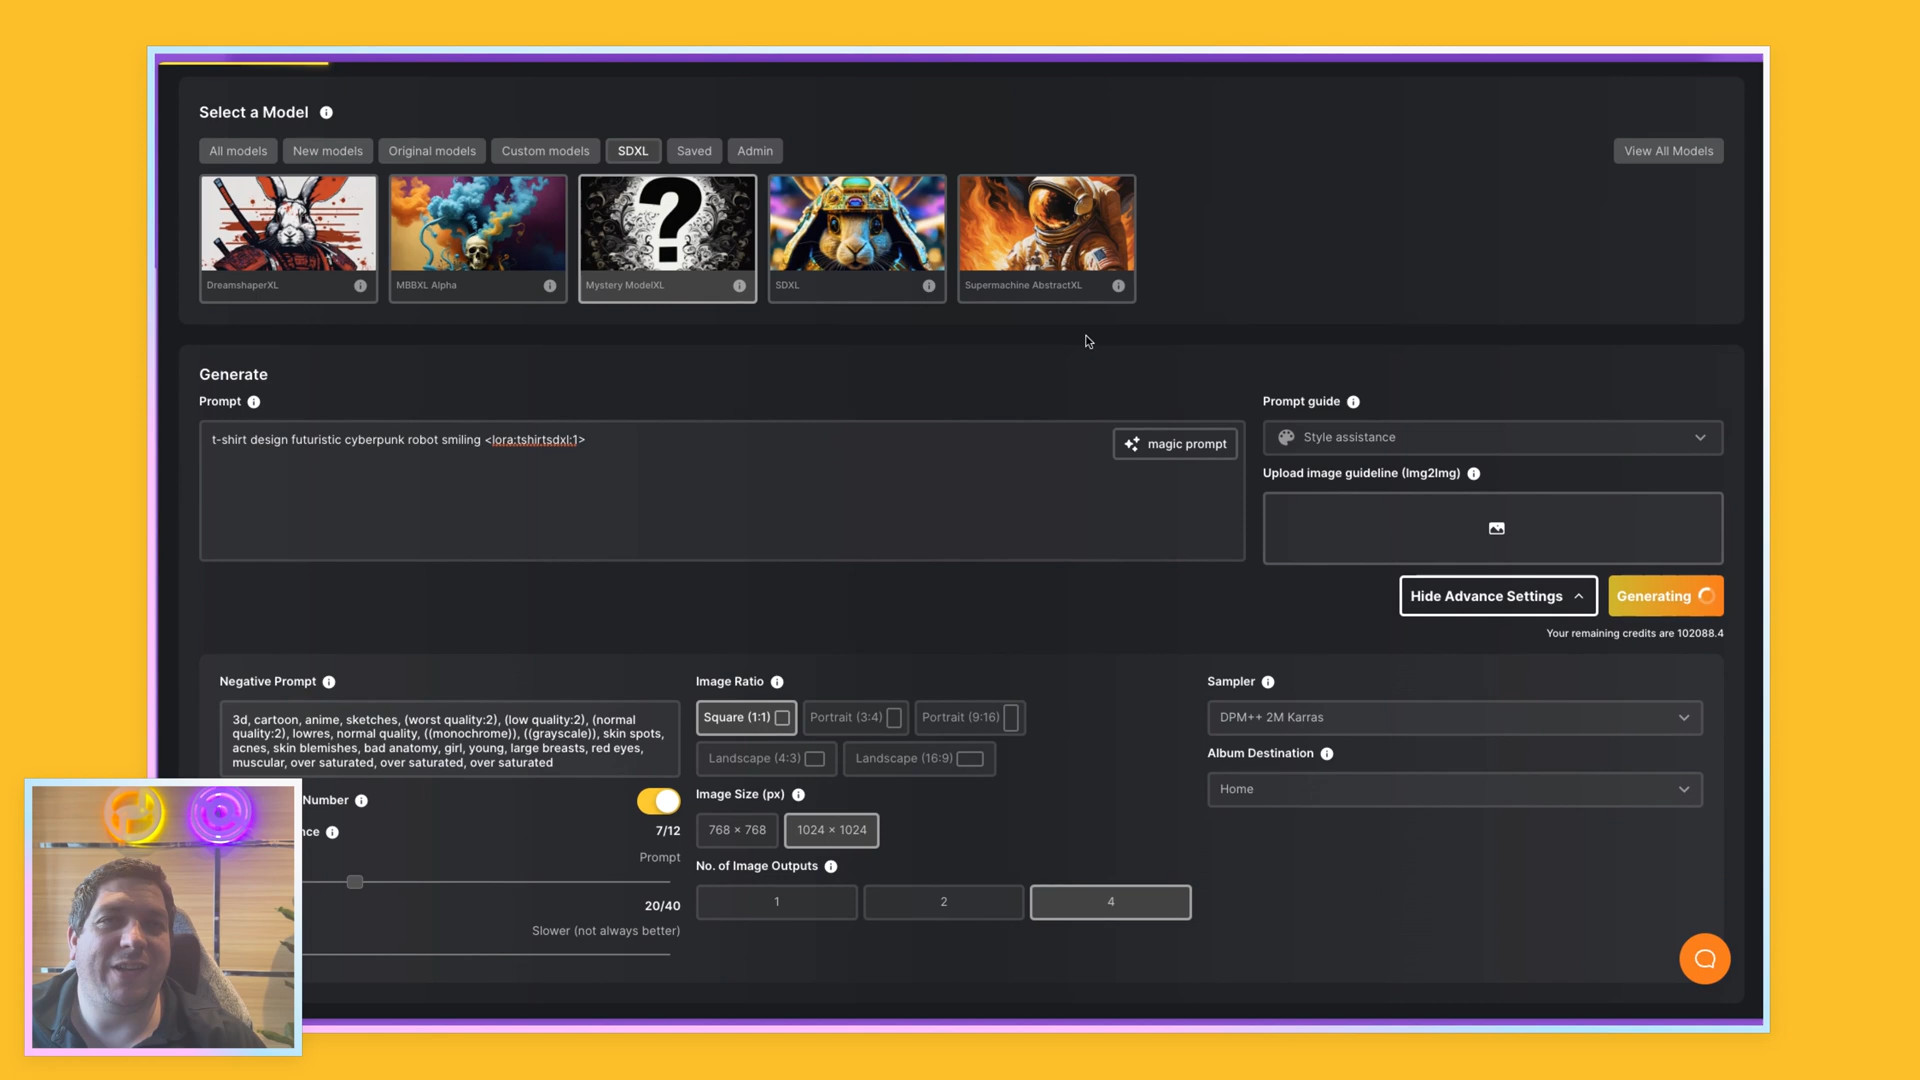 Select a Model
All models New models Original models Custom models SDXL Saved Admin View All Models
DreamshaperXL MBBXL Alpha Mystery ModelXL SDXL Supermachine AbstractXL
Generate
Prompt Prompt guide
t-shirt design futuristic cyberpunk robot smiling <lora:tshirtsdxl:1>
magic prompt
Style assistance
Upload image guideline (Img2Img)
Hide Advance Settings Generating
Your remaining credits are 102088.4
Negative Prompt
3d, cartoon, anime, sketches, (worst quality:2), (low quality:2), (normal
quality:2), lowres, normal quality, ((monochrome)), ((grayscale)), skin spots,
acnes, skin blemishes, bad anatomy, girl, young, large breasts, red eyes,
muscular, over saturated, over saturated, over saturated
Number
nce
7/12
Prompt
20/40
Slower (not always better)
Image Ratio
Square (1:1) Portrait (3:4) Portrait (9:16)
Landscape (4:3) Landscape (16:9)
Image Size (px)
768 × 768 1024 × 1024
No. of Image Outputs
1 2 4
Sampler
DPM++ 2M Karras
Album Destination
Home